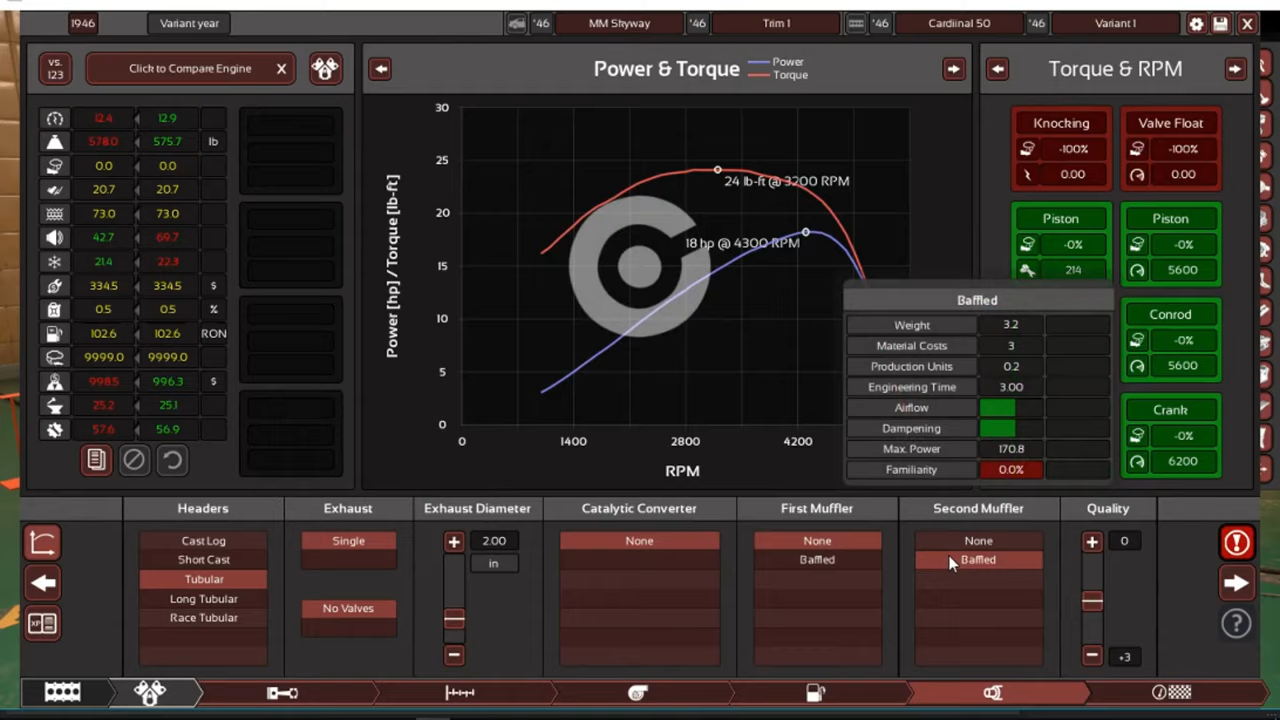 1946 Variant year '46 MM Skyway '46 Trim 1 '46 Cardiinal 50 '46 Variant 1 X
VS. 123 Click to Compare Engine X
Power & Torque Power Torque
Torque & RPM
12.4 12.9
578.0 575.7 lb
0.0 0.0
20.7 20.7
73.0 73.0
42.7 69.7
21.4 22.3
334.5 334.5 $
0.5 0.5 %
102.6 102.6 RON
9999.0 9999.0
998.5 996.3 $
25.2 25.1
57.6 56.9
Power [hp] / Torque [lb-ft]
30
25
20
15
10
5
0
0 1400 2800 4200
RPM
24 lb-ft @ 3200 RPM
18 hp @ 4300 RPM
Knocking Valve Float
-100% -100%
0.00 0.00
Piston Piston
-0% -0%
214 5600
Conrod
-0%
5600
Crank
-0%
6200
Baffled
Weight 3.2
Material Costs 3
Production Units 0.2
Engineering Time 3.00
Airflow
Dampening
Max. Power 170.8
Familiarity 0.0%
Headers Exhaust Exhaust Diameter Catalytic Converter First Muffler Second Muffler Quality
Cast Log Single + 2.00 None None None + 0
Short Cast in Baffled Baffled
Tubular
Long Tubular No Valves
Race Tubular
XP - - +3 ?